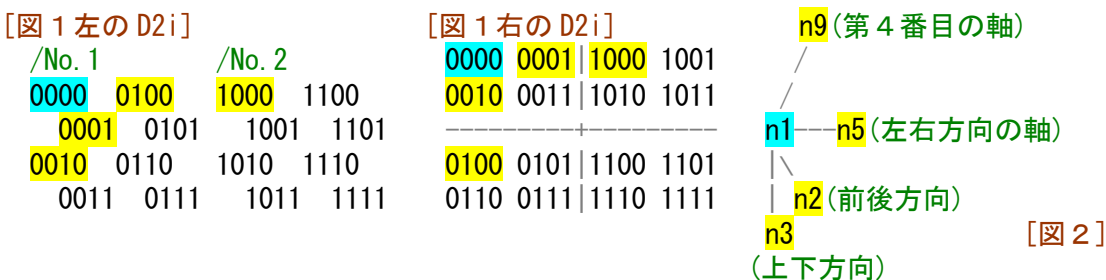 [図１左の D2i]
/No.1 /No.2
0000 0100 1000 1100
0001 0101 1001 1101
0010 0110 1010 1110
0011 0111 1011 1111
[図１右の D2i]
0000 0001|1000 1001
0010 0011|1010 1011
---------+---------
0100 0101|1100 1101
0110 0111|1110 1111
n9(第４番目の軸)
n1---n5(左右方向の軸)
n2(前後方向)
n3
(上下方向)
[図２]